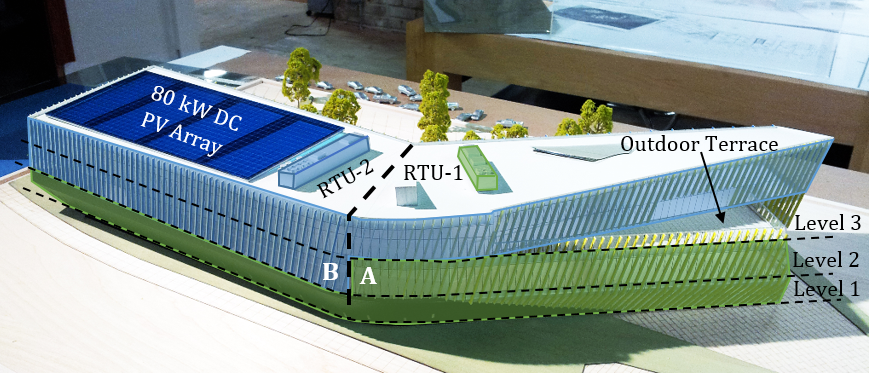 80 kW DC
PV Array
RTU-2
RTU-1
Outdoor Terrace
Level 3
B
A
Level 2
Level 1